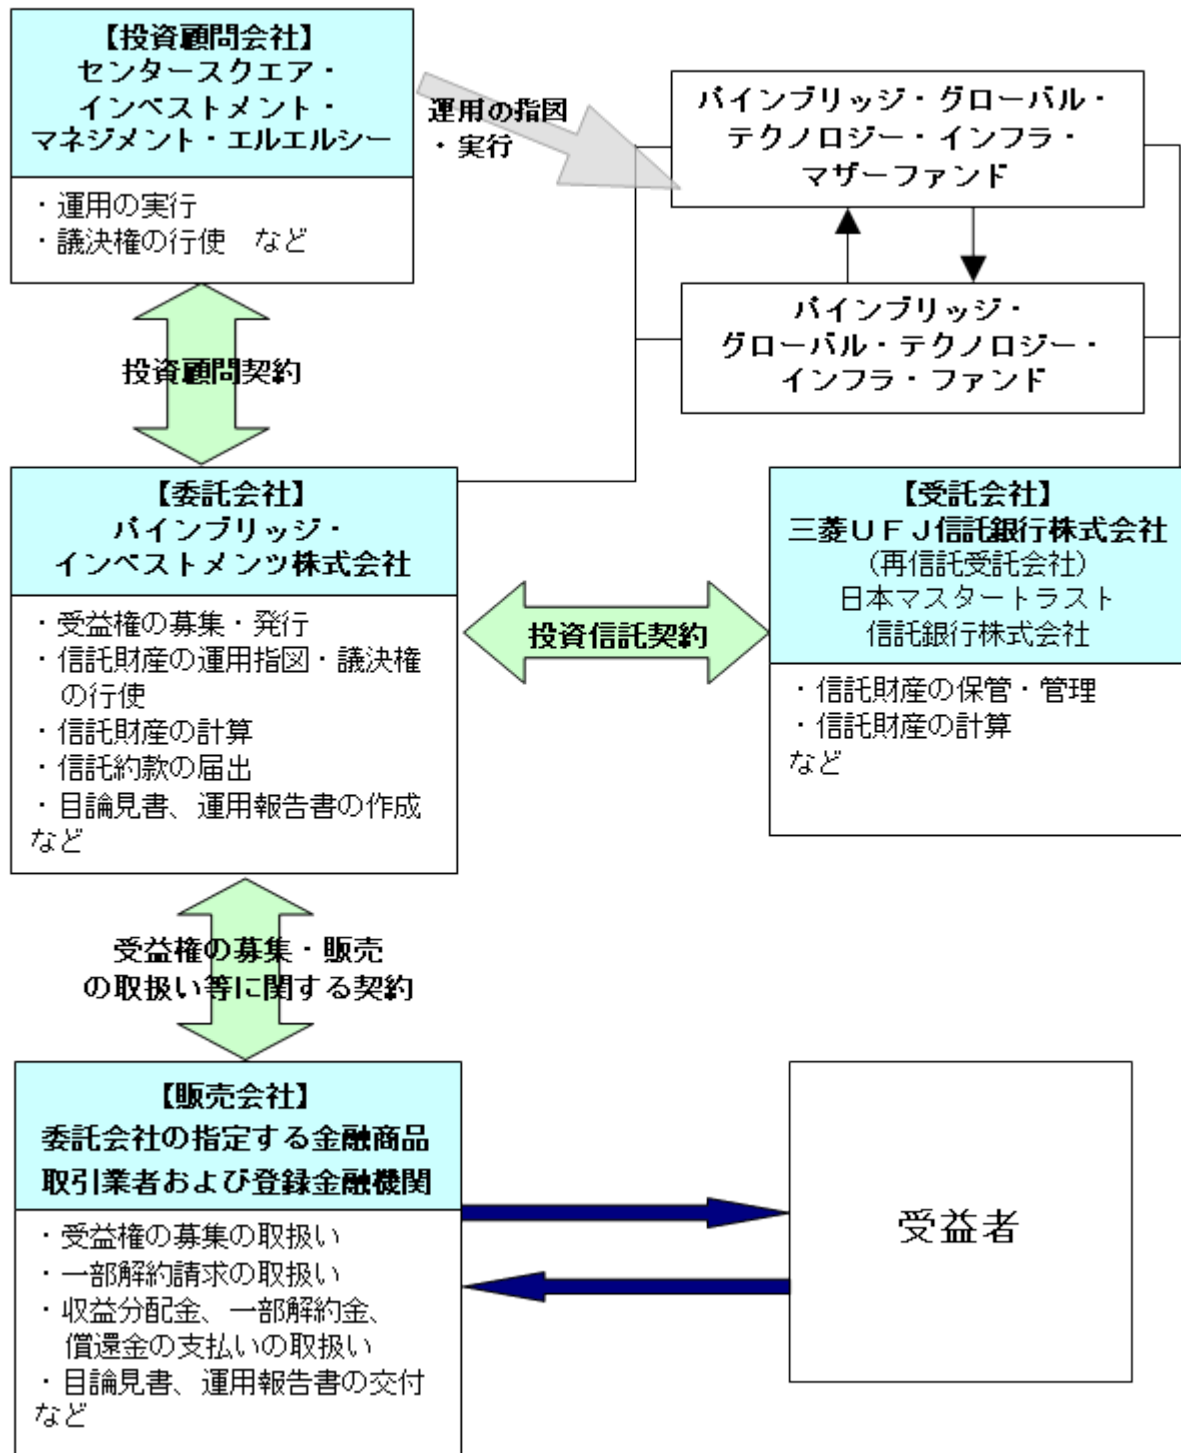 【投資顧問会社】
センタースクエア・
インベストメント・
マネジメント・エルエルシー
・運用の実行
・議決権の行使　など
運用の指図
・実行
パインブリッジ・グローバル・
テクノロジー・インフラ・
マザーファンド
パインブリッジ・
グローバル・テクノロジー・
インフラ・ファンド
投資顧問契約
【委託会社】
パインブリッジ・
インベストメンツ株式会社
・受益権の募集・発行
・信託財産の運用指図・議決権
の行使
・信託財産の計算
・信託約款の届出
・目論見書、運用報告書の作成
など
投資信託契約
【受託会社】
三菱ＵＦＪ信託銀行株式会社
（再信託受託会社）
日本マスタートラスト
信託銀行株式会社
・信託財産の保管・管理
・信託財産の計算
など
受益権の募集・販売
の取扱い等に関する契約
【販売会社】
委託会社の指定する金融商品
取引業者および登録金融機関
・受益権の募集の取扱い
・一部解約請求の取扱い
・収益分配金、一部解約金、
償還金の支払いの取扱い
・目論見書、運用報告書の交付
など
受益者